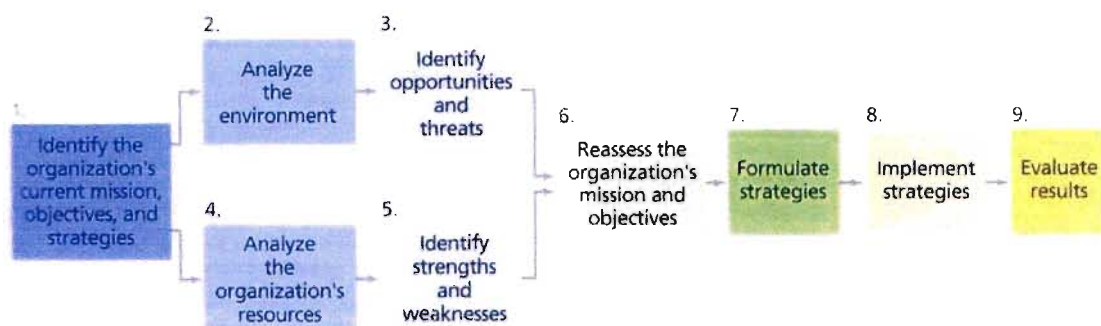 1.
Identify the
organization's
current mission,
objectives, and
strategies
2.
Analyze
the
environment
3.
Identify
opportunities
and
threats
4.
Analyze
the
organization's
resources
5.
Identify
strengths
and
weaknesses
6.
Reassess the
organization's
mission and
objectives
7.
Formulate
strategies
8.
Implement
strategies
9.
Evaluate
results